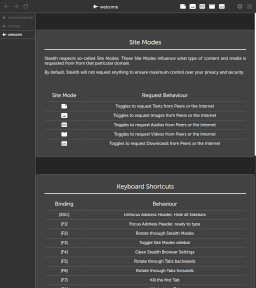 welcome
welcome
Site Modes
Stealth respects so-called Site Modes. These Site Modes influence what type of content and media is
requested from from that particular domain.
By default, Stealth will not request anything to ensure maximum control over your privacy and security.
Site Mode Request Behaviour
Toggles to request Texts from Peers or the Internet
Toggles to request Images from Peers or the Internet
Toggles to request Audios from Peers or the Internet
Toggles to request Videos from Peers or the Internet
Toggles to request Downloads from Peers or the Internet
Keyboard Shortcuts
Binding Behaviour
[ESC] Unfocus Address Header, Hide all Sidebars
[F1] Focus Address Header, ready to type
[F2] Rotate through Stealth Modes
[F3] Toggle Site Modes sidebar
[F4] Open Stealth Browser Settings
[F5] Rotate through Tabs backwards
[F6] Rotate through Tabs forwards
[F7] Kill the first Tab